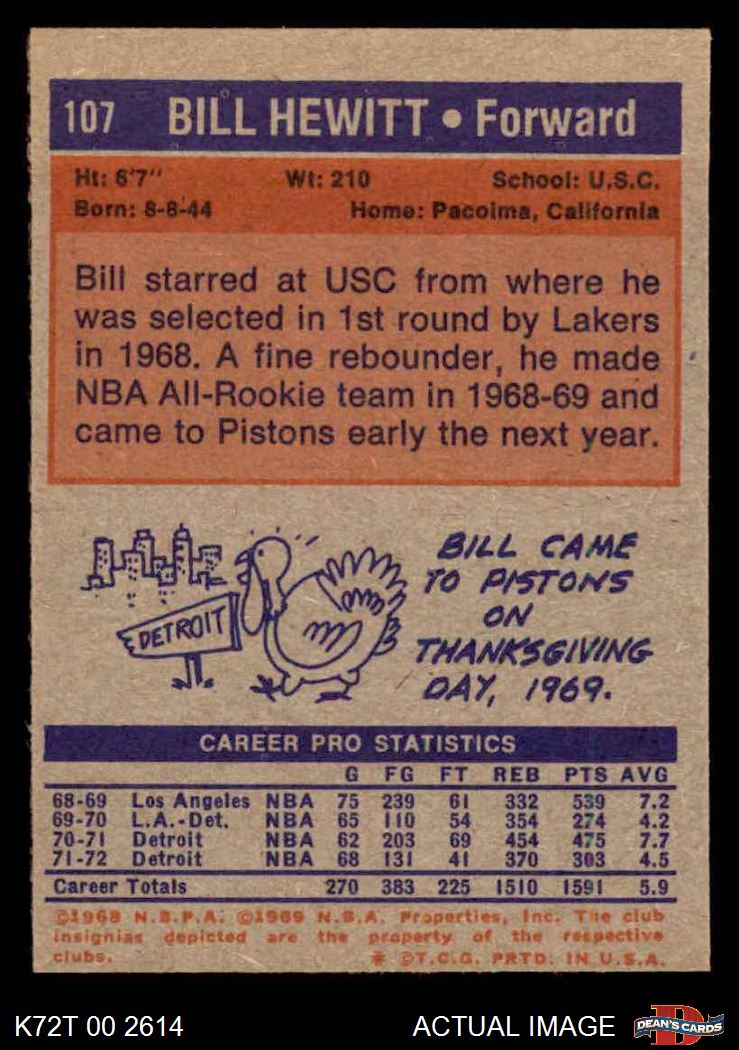 107 BILL HEWITT • Forward
Ht: 6'7" Wt: 210 School: U.S.C.
Born: 8-8-44 Home: Pacoima, California
Bill starred at USC from where he
was selected in 1st round by Lakers
in 1968. A fine rebounder, he made
NBA All-Rookie team in 1968-69 and
came to Pistons early the next year.
DETROIT
BILL CAME
TO PISTONS
ON
THANKSGIVING
DAY, 1969.
CAREER PRO STATISTICS
G FG FT REB PTS AVG
68-69 Los Angeles NBA 75 239 61 332 539 7.2
69-70 L.A.-Det. NBA 65 110 54 354 274 4.2
70-71 Detroit NBA 62 203 69 454 475 7.7
71-72 Detroit NBA 68 131 41 370 303 4.5
Career Totals 270 383 225 1510 1591 5.9
©1968 N.B.P.A. ©1969 N.B.A. Properties, Inc. The club
insignias depicted are the property of the respective
clubs. * ©T.C.G. PRTD. IN U.S.A.
K72T 00 2614 ACTUAL IMAGE D DEAN'S CARDS